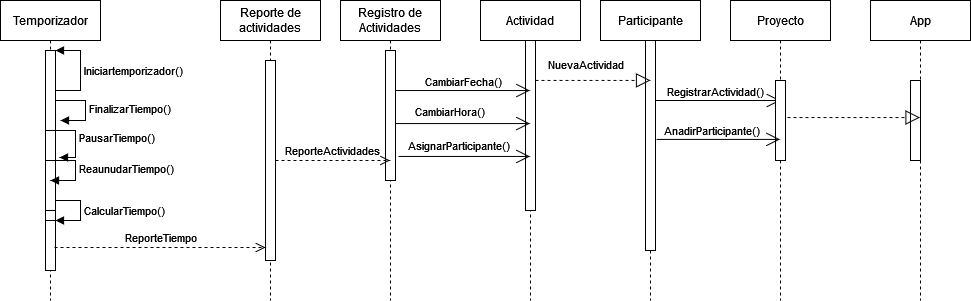 Temporizador
Reporte de
actividades
Registro de
Actividades
Actividad
Participante
Proyecto
App
Iniciartemporizador()
FinalizarTiempo()
PausarTiempo()
ReaunudarTiempo()
CalcularTiempo()
ReporteTiempo
ReporteActividades
CambiarFecha()
CambiarHora()
AsignarParticipante()
NuevaActividad
RegistrarActividad()
AnadirParticipante()